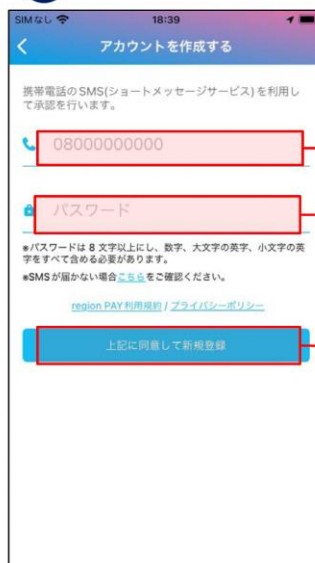 SIMなし 18:39
アカウントを作成する
携帯電話のSMS(ショートメッセージサービス)を利用し
て承認を行います。
08000000000
パスワード
※パスワードは 8 文字以上にし、数字、大文字の英字、小文字の英
字をすべて含める必要があります。
※SMSが届かない場合こちらをご確認ください。
region PAY利用規約 / プライバシーポリシー
上記に同意して新規登録